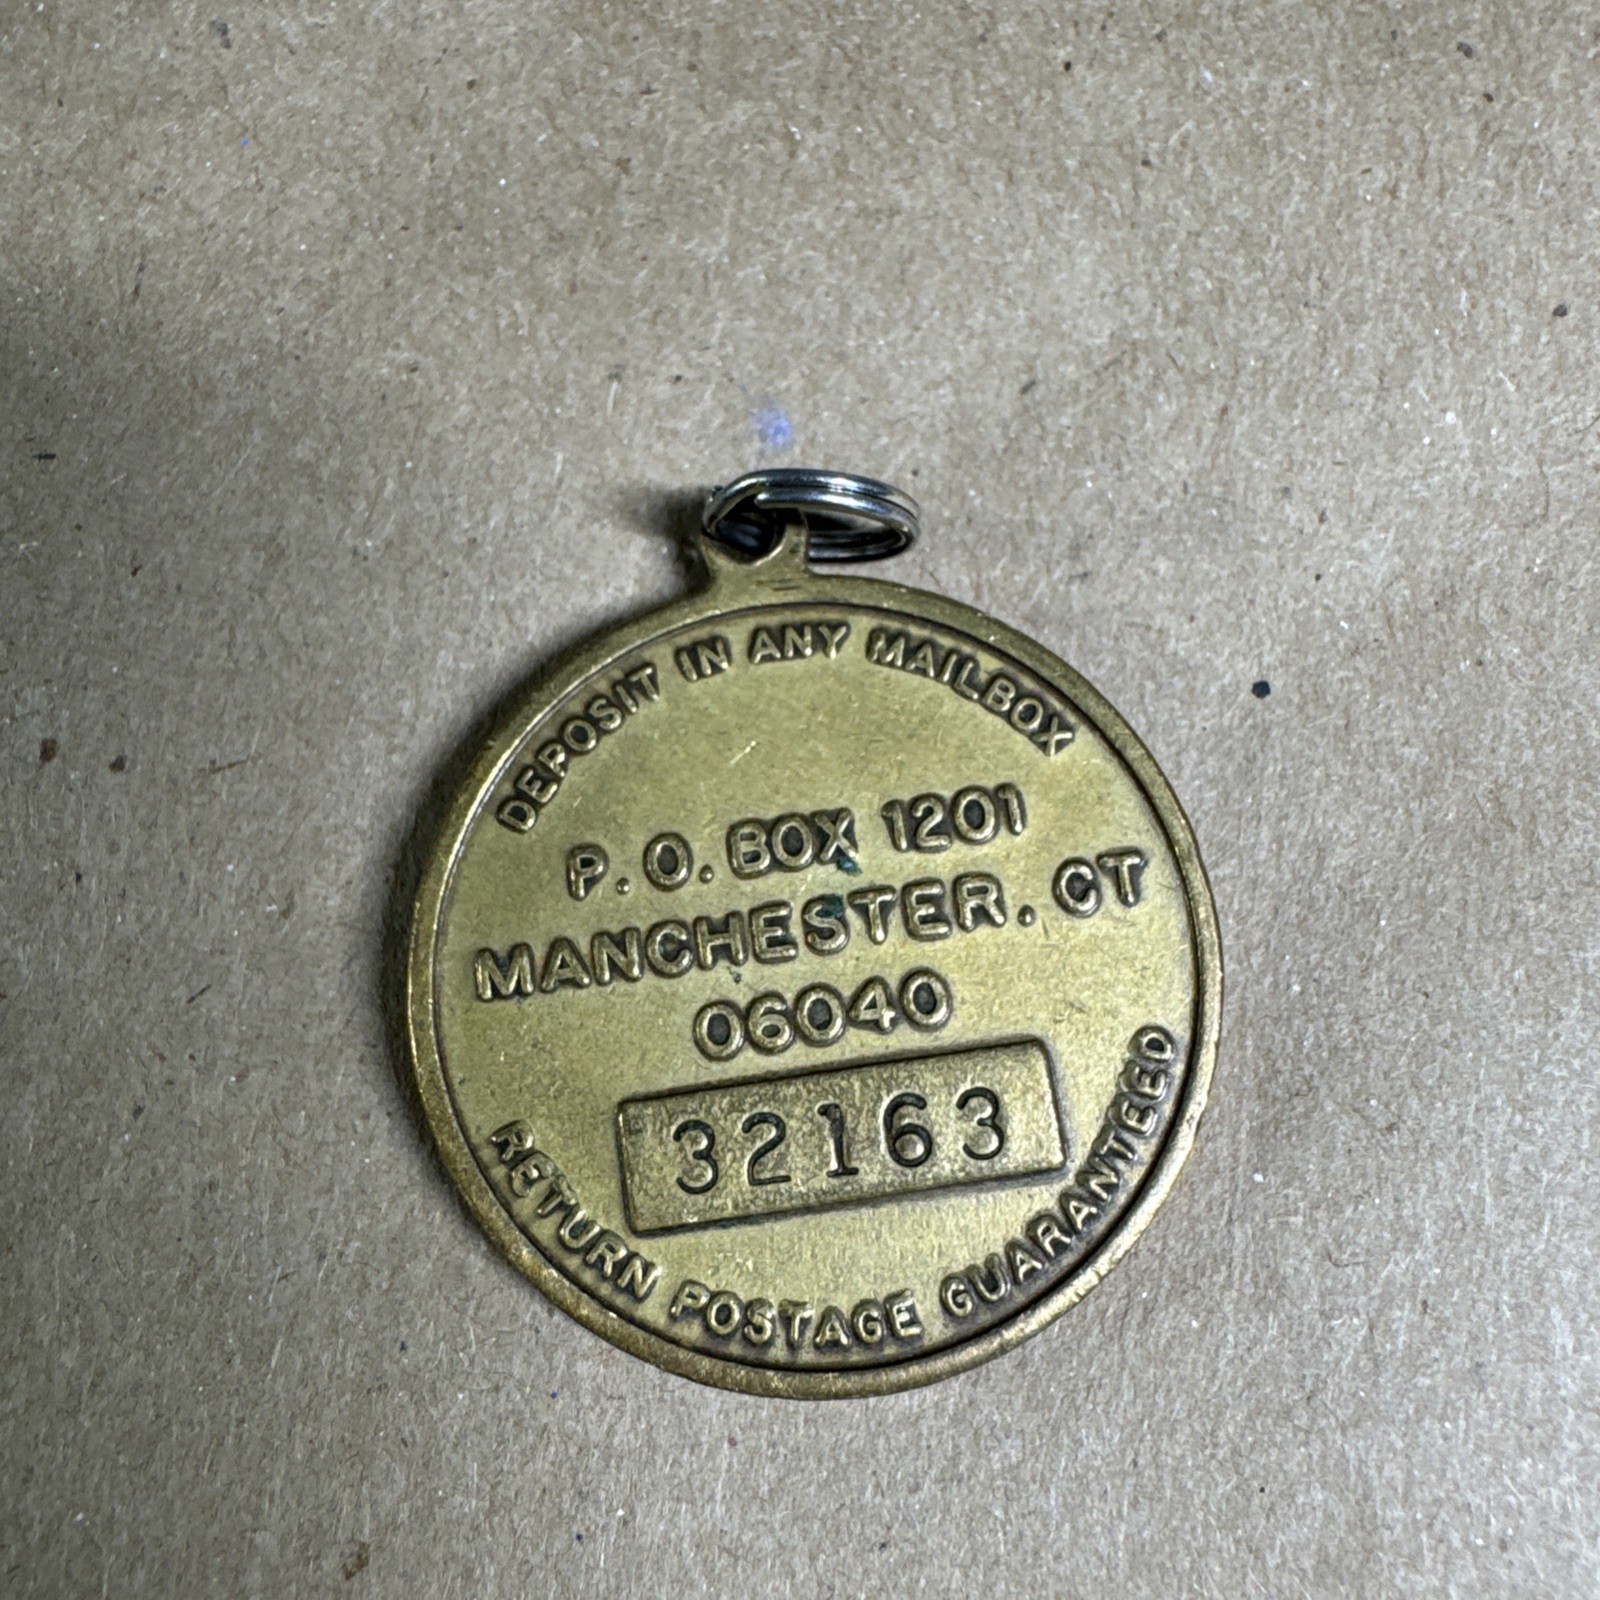 DEPOSIT IN ANY MAILBOX
P.O. BOX 1201
MANCHESTER. CT
06040
32163
RETURN POSTAGE GUARANTEED